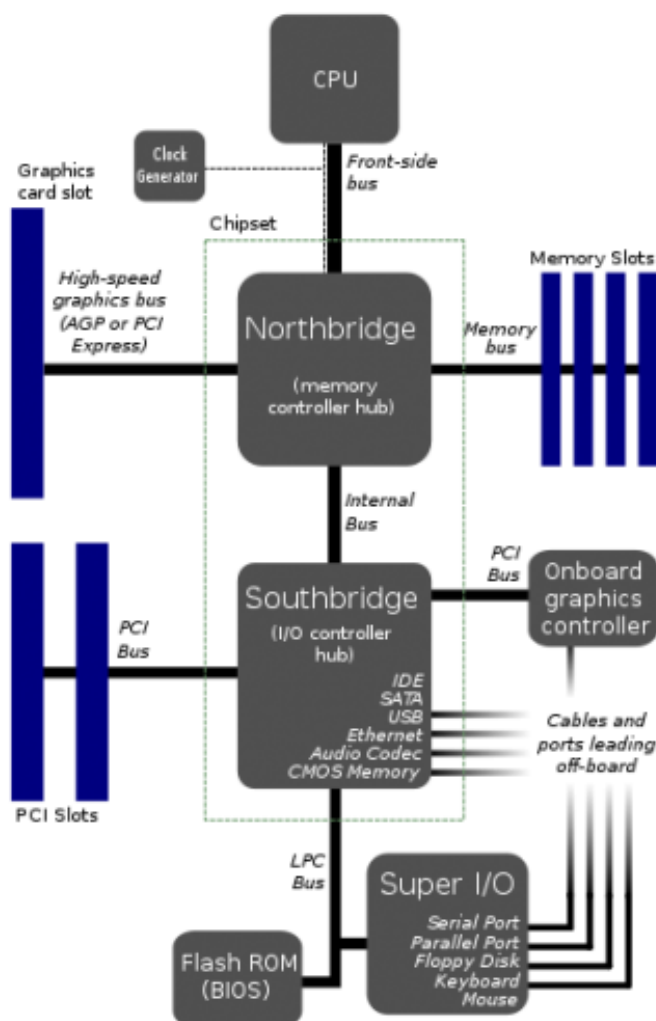 CPU
Clock
Generator
Front-side
bus
Graphics
card slot
Chipset
High-speed
graphics bus
(AGP or PCI
Express)
Northbridge
(memory
controller hub)
Memory
bus
Memory Slots
Internal
Bus
PCI
Bus
Southbridge
(I/O controller
hub)
IDE
SATA
USB
Ethernet
Audio Codec
CMOS Memory
PCI
Bus
Onboard
graphics
controller
Cables and
ports leading
off-board
PCI Slots
LPC
Bus
Super I/O
Serial Port
Parallel Port
Floppy Disk
Keyboard
Mouse
Flash ROM
(BIOS)